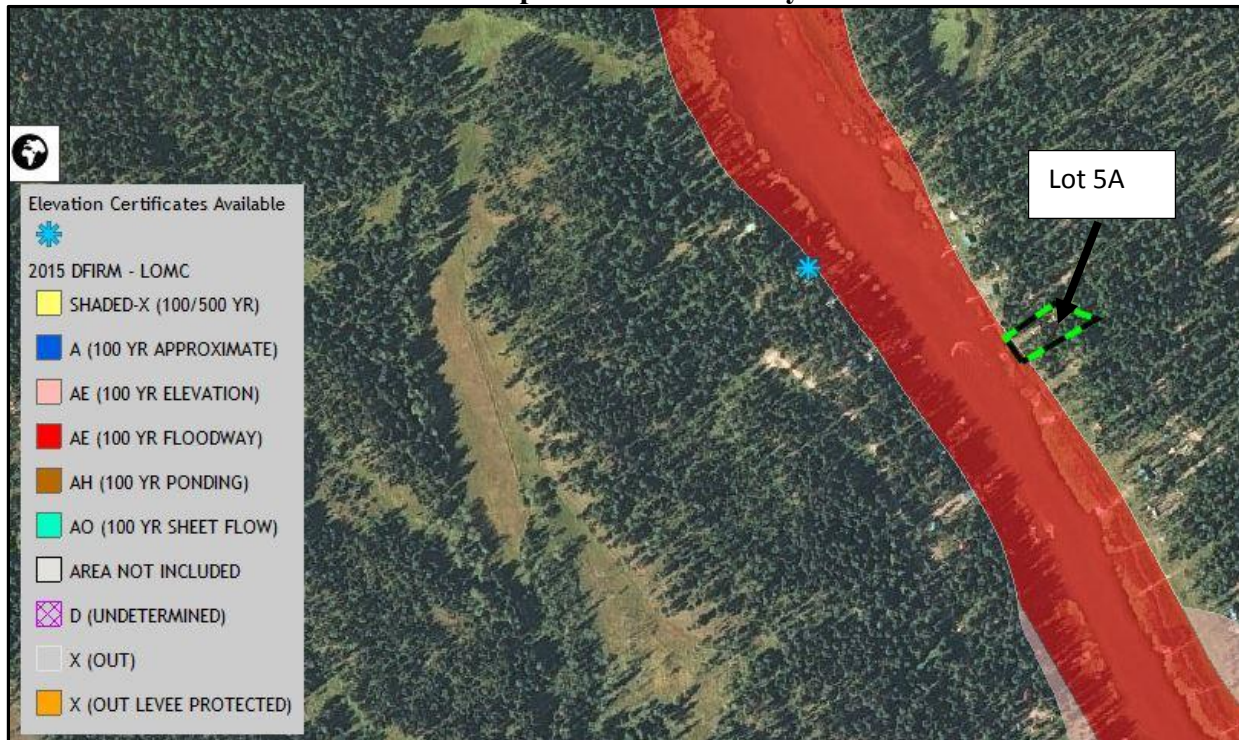 Lot 5A
Elevation Certificates Available
2015 DFIRM - LOMC
SHADED-X (100/500 YR)
A (100 YR APPROXIMATE)
AE (100 YR ELEVATION)
AE (100 YR FLOODWAY)
AH (100 YR PONDING)
AO (100 YR SHEET FLOW)
AREA NOT INCLUDED
D (UNDETERMINED)
X (OUT)
X (OUT LEVEE PROTECTED)